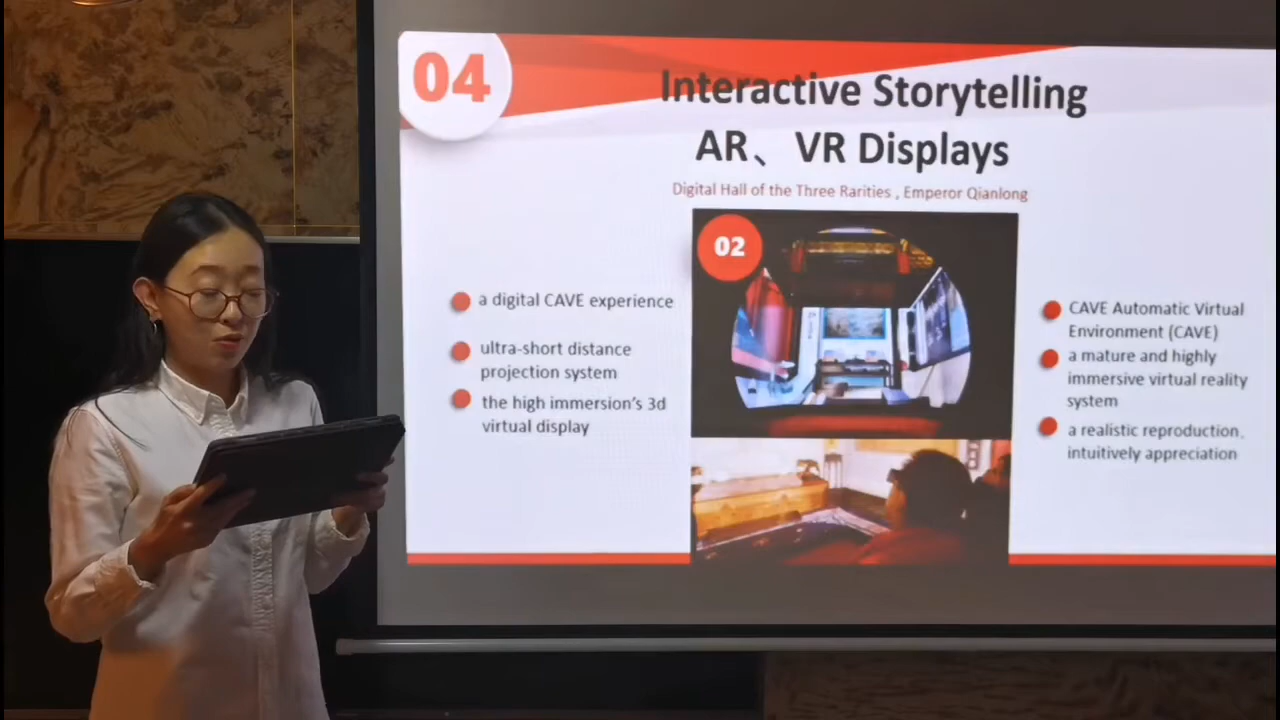 04
Interactive Storytelling
AR、VR Displays
Digital Hall of the Three Rarities , Emperor Qianlong
02
a digital CAVE experience
ultra-short distance
projection system
the high immersion's 3d
virtual display
CAVE Automatic Virtual
Environment (CAVE)
a mature and highly
immersive virtual reality
system
a realistic reproduction,
intuitively appreciation